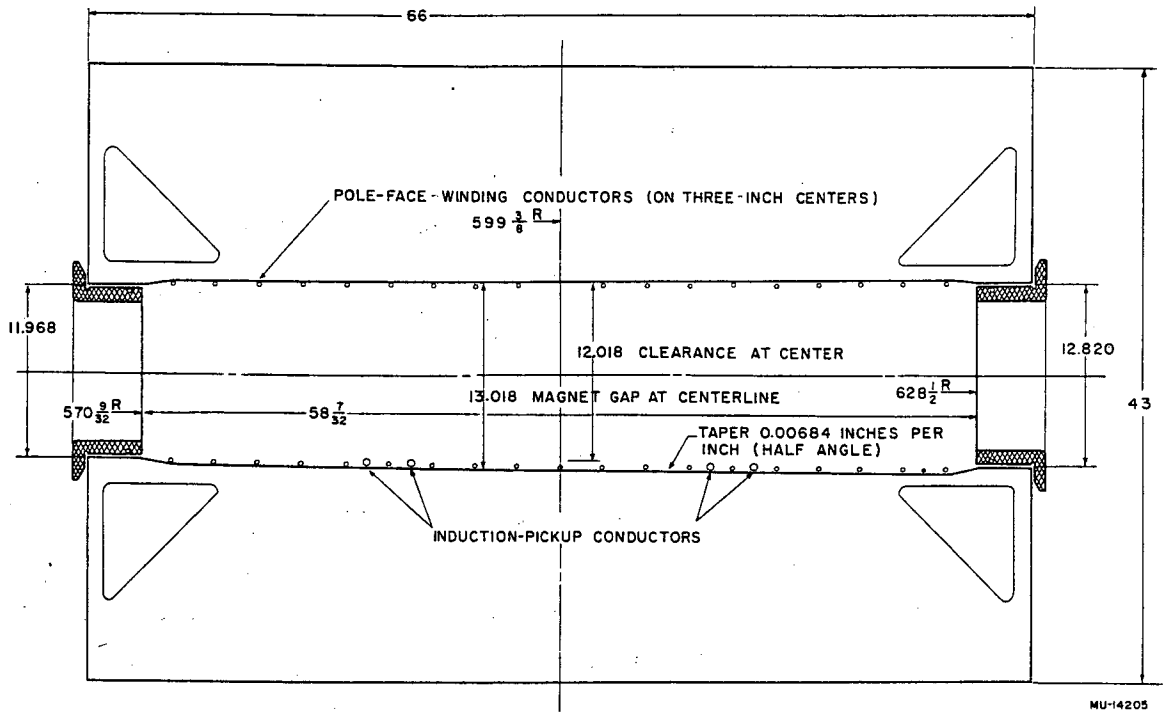 66
POLE-FACE-WINDING CONDUCTORS (ON THREE-INCH CENTERS)
599 3/8 R
11.968
12.018 CLEARANCE AT CENTER
12.820
570 9/32 R
58 7/32
13.018 MAGNET GAP AT CENTERLINE
628 1/2 R
43
TAPER 0.00684 INCHES PER
INCH (HALF ANGLE)
INDUCTION-PICKUP CONDUCTORS
MU-14205